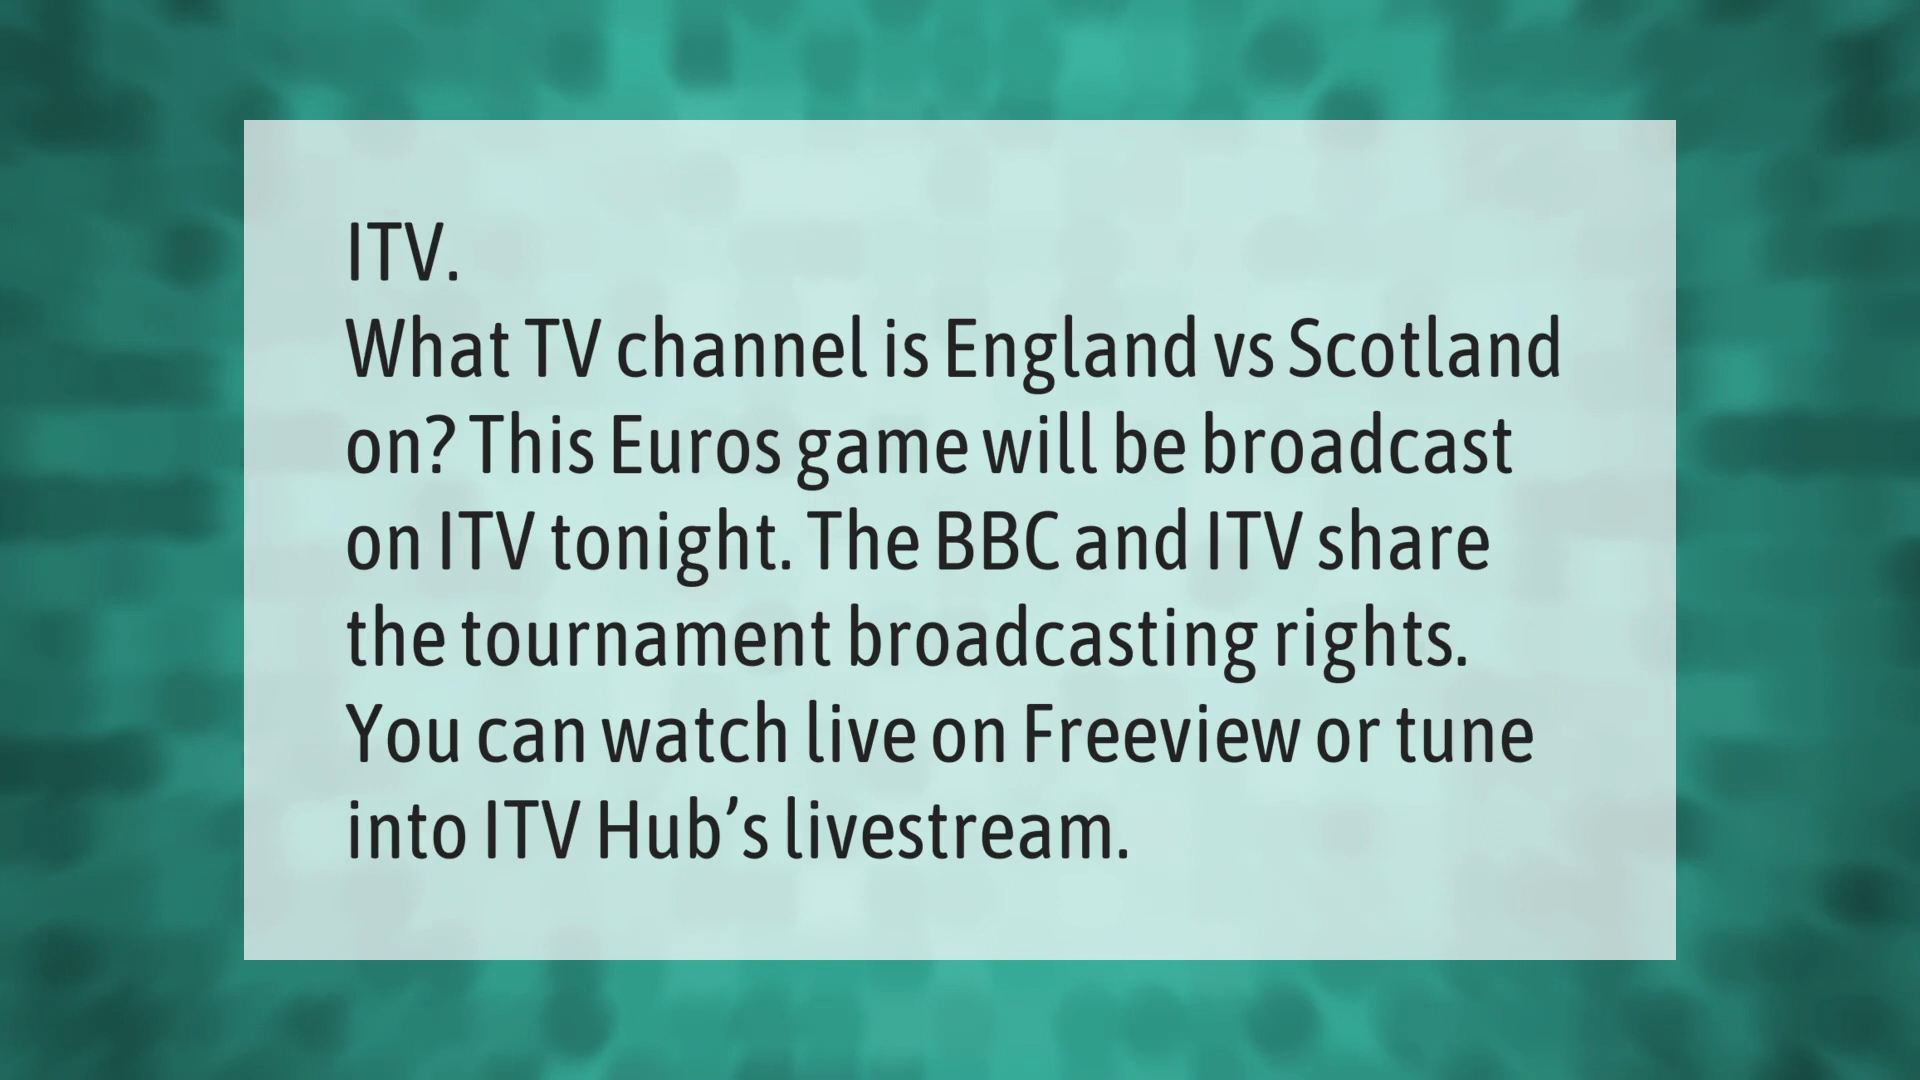 ITV.
What TV channel is England vs Scotland
on? This Euros game will be broadcast
on ITV tonight. The BBC and ITV share
the tournament broadcasting rights.
You can watch live on Freeview or tune
into ITV Hub’s livestream.